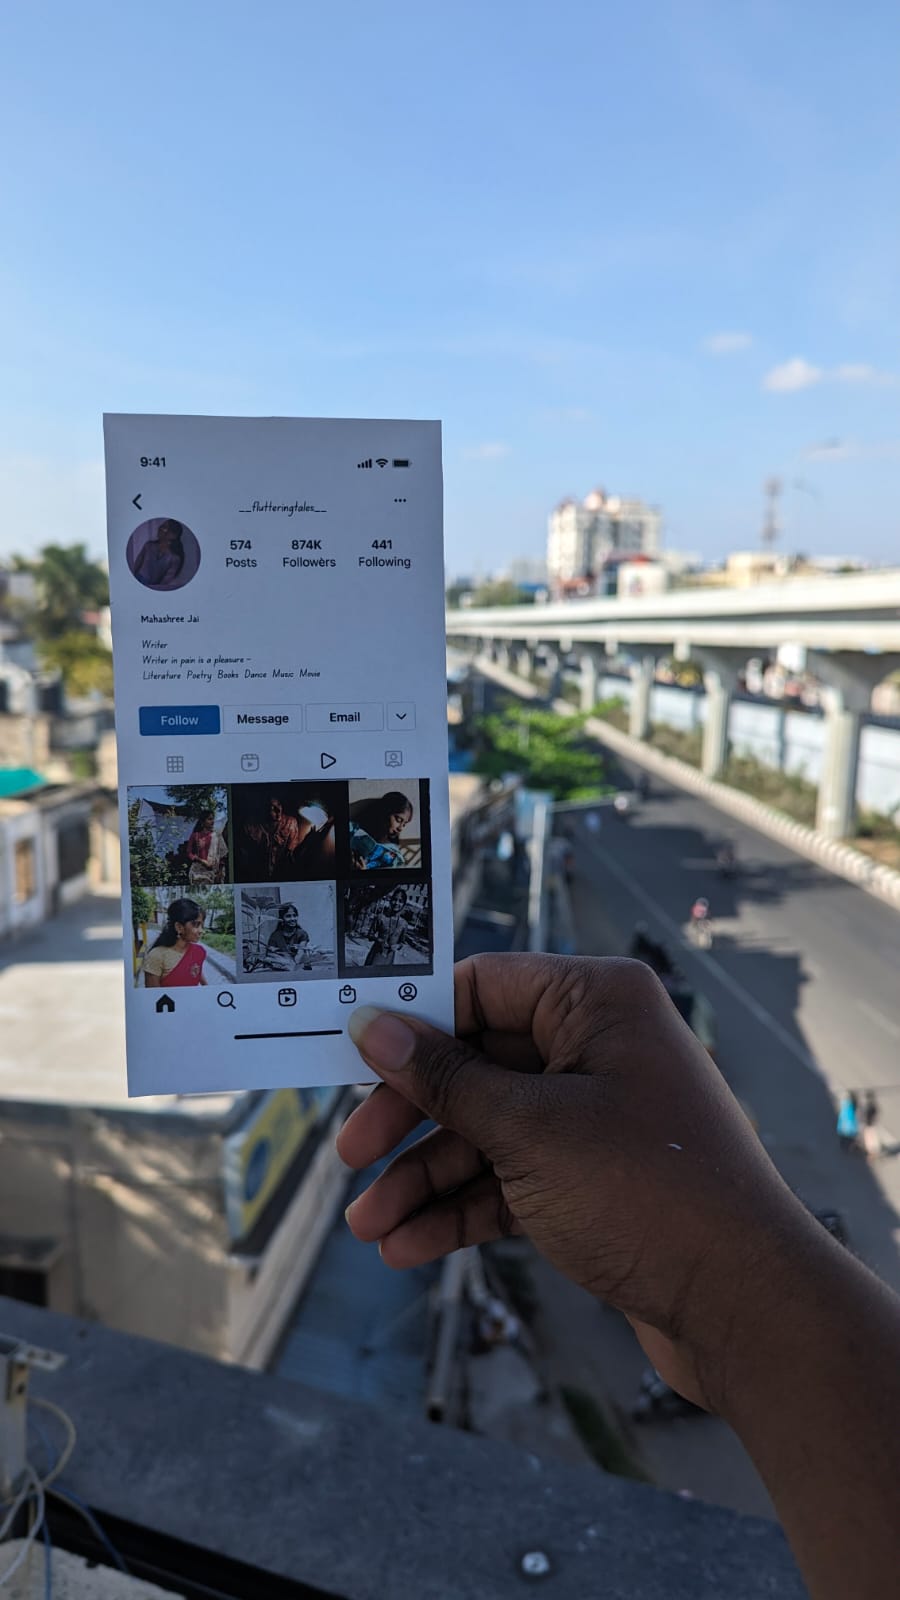 9:41
__flutteringtales__
574 874K 441
Posts Followers Following
Mahashree Jai
Writer
Writer in pain is a pleasure -
Literature Poetry Books Dance Music Movie
Follow Message Email